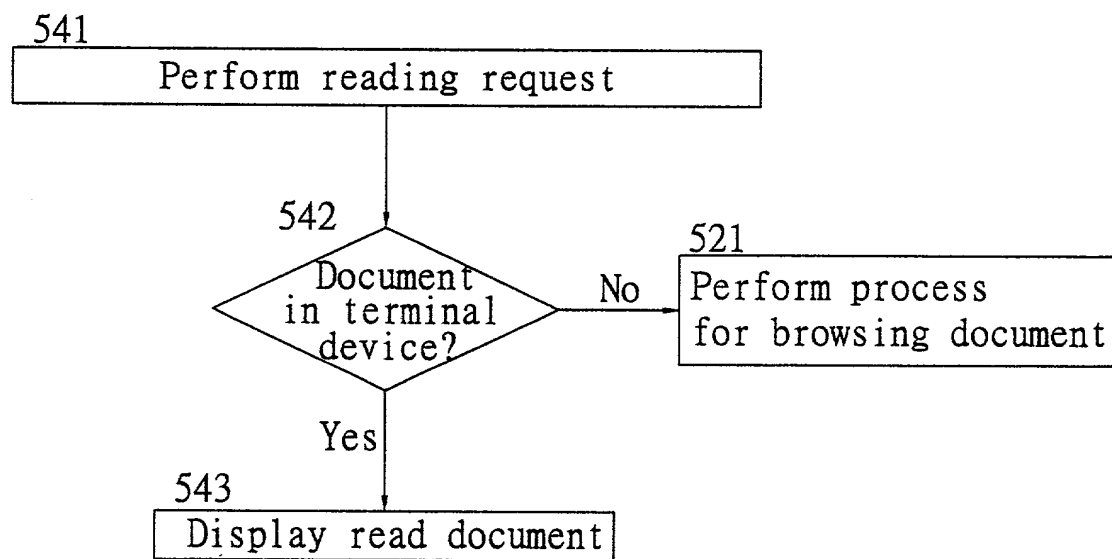 541
Perform reading request
542
Document
in terminal
device?
No
521
Perform process
for browsing document
Yes
543
Display read document